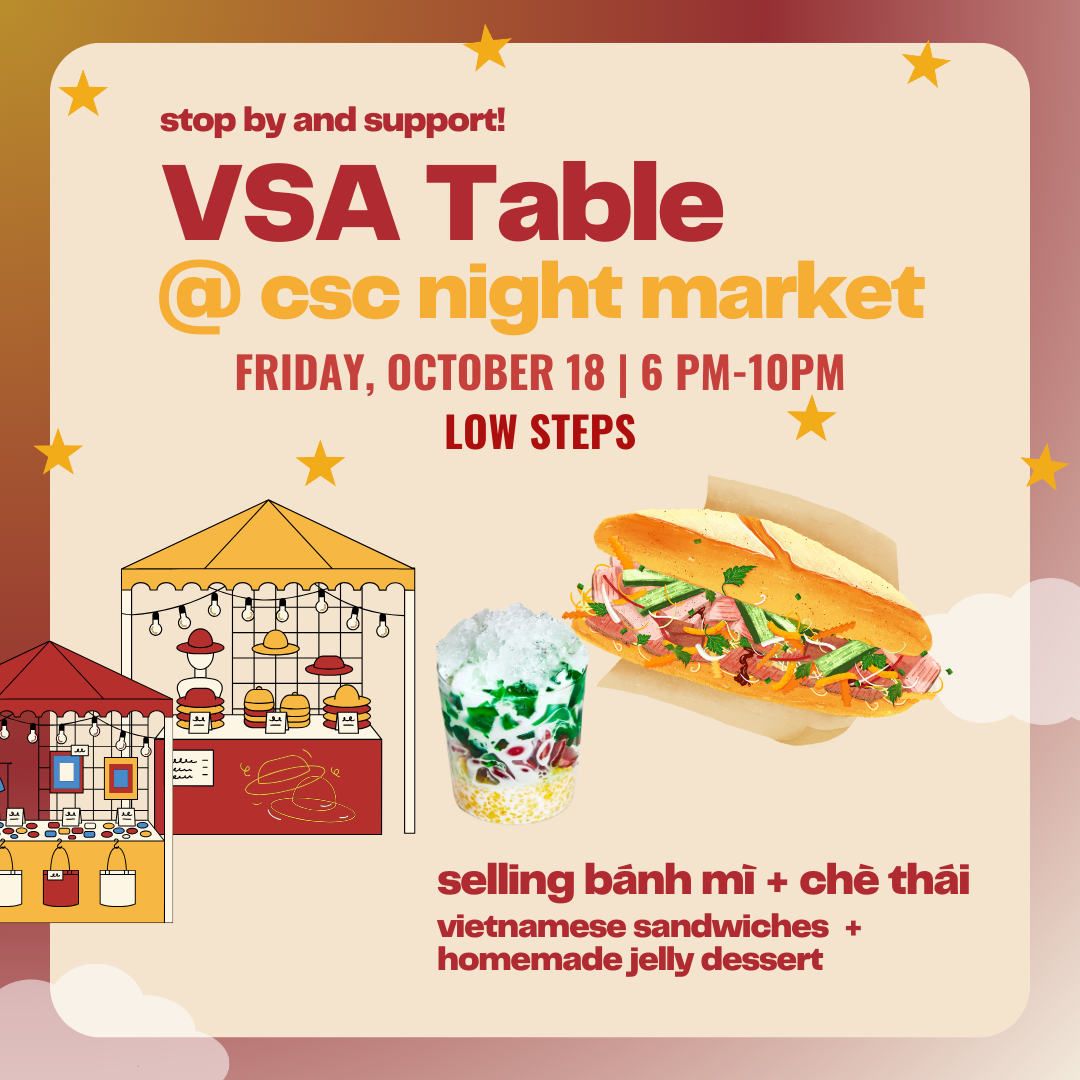 stop by and support!
VSA Table
@ csc night market
FRIDAY, OCTOBER 18 | 6 PM-10PM
LOW STEPS
selling bánh mì + chè thái
vietnamese sandwiches +
homemade jelly dessert